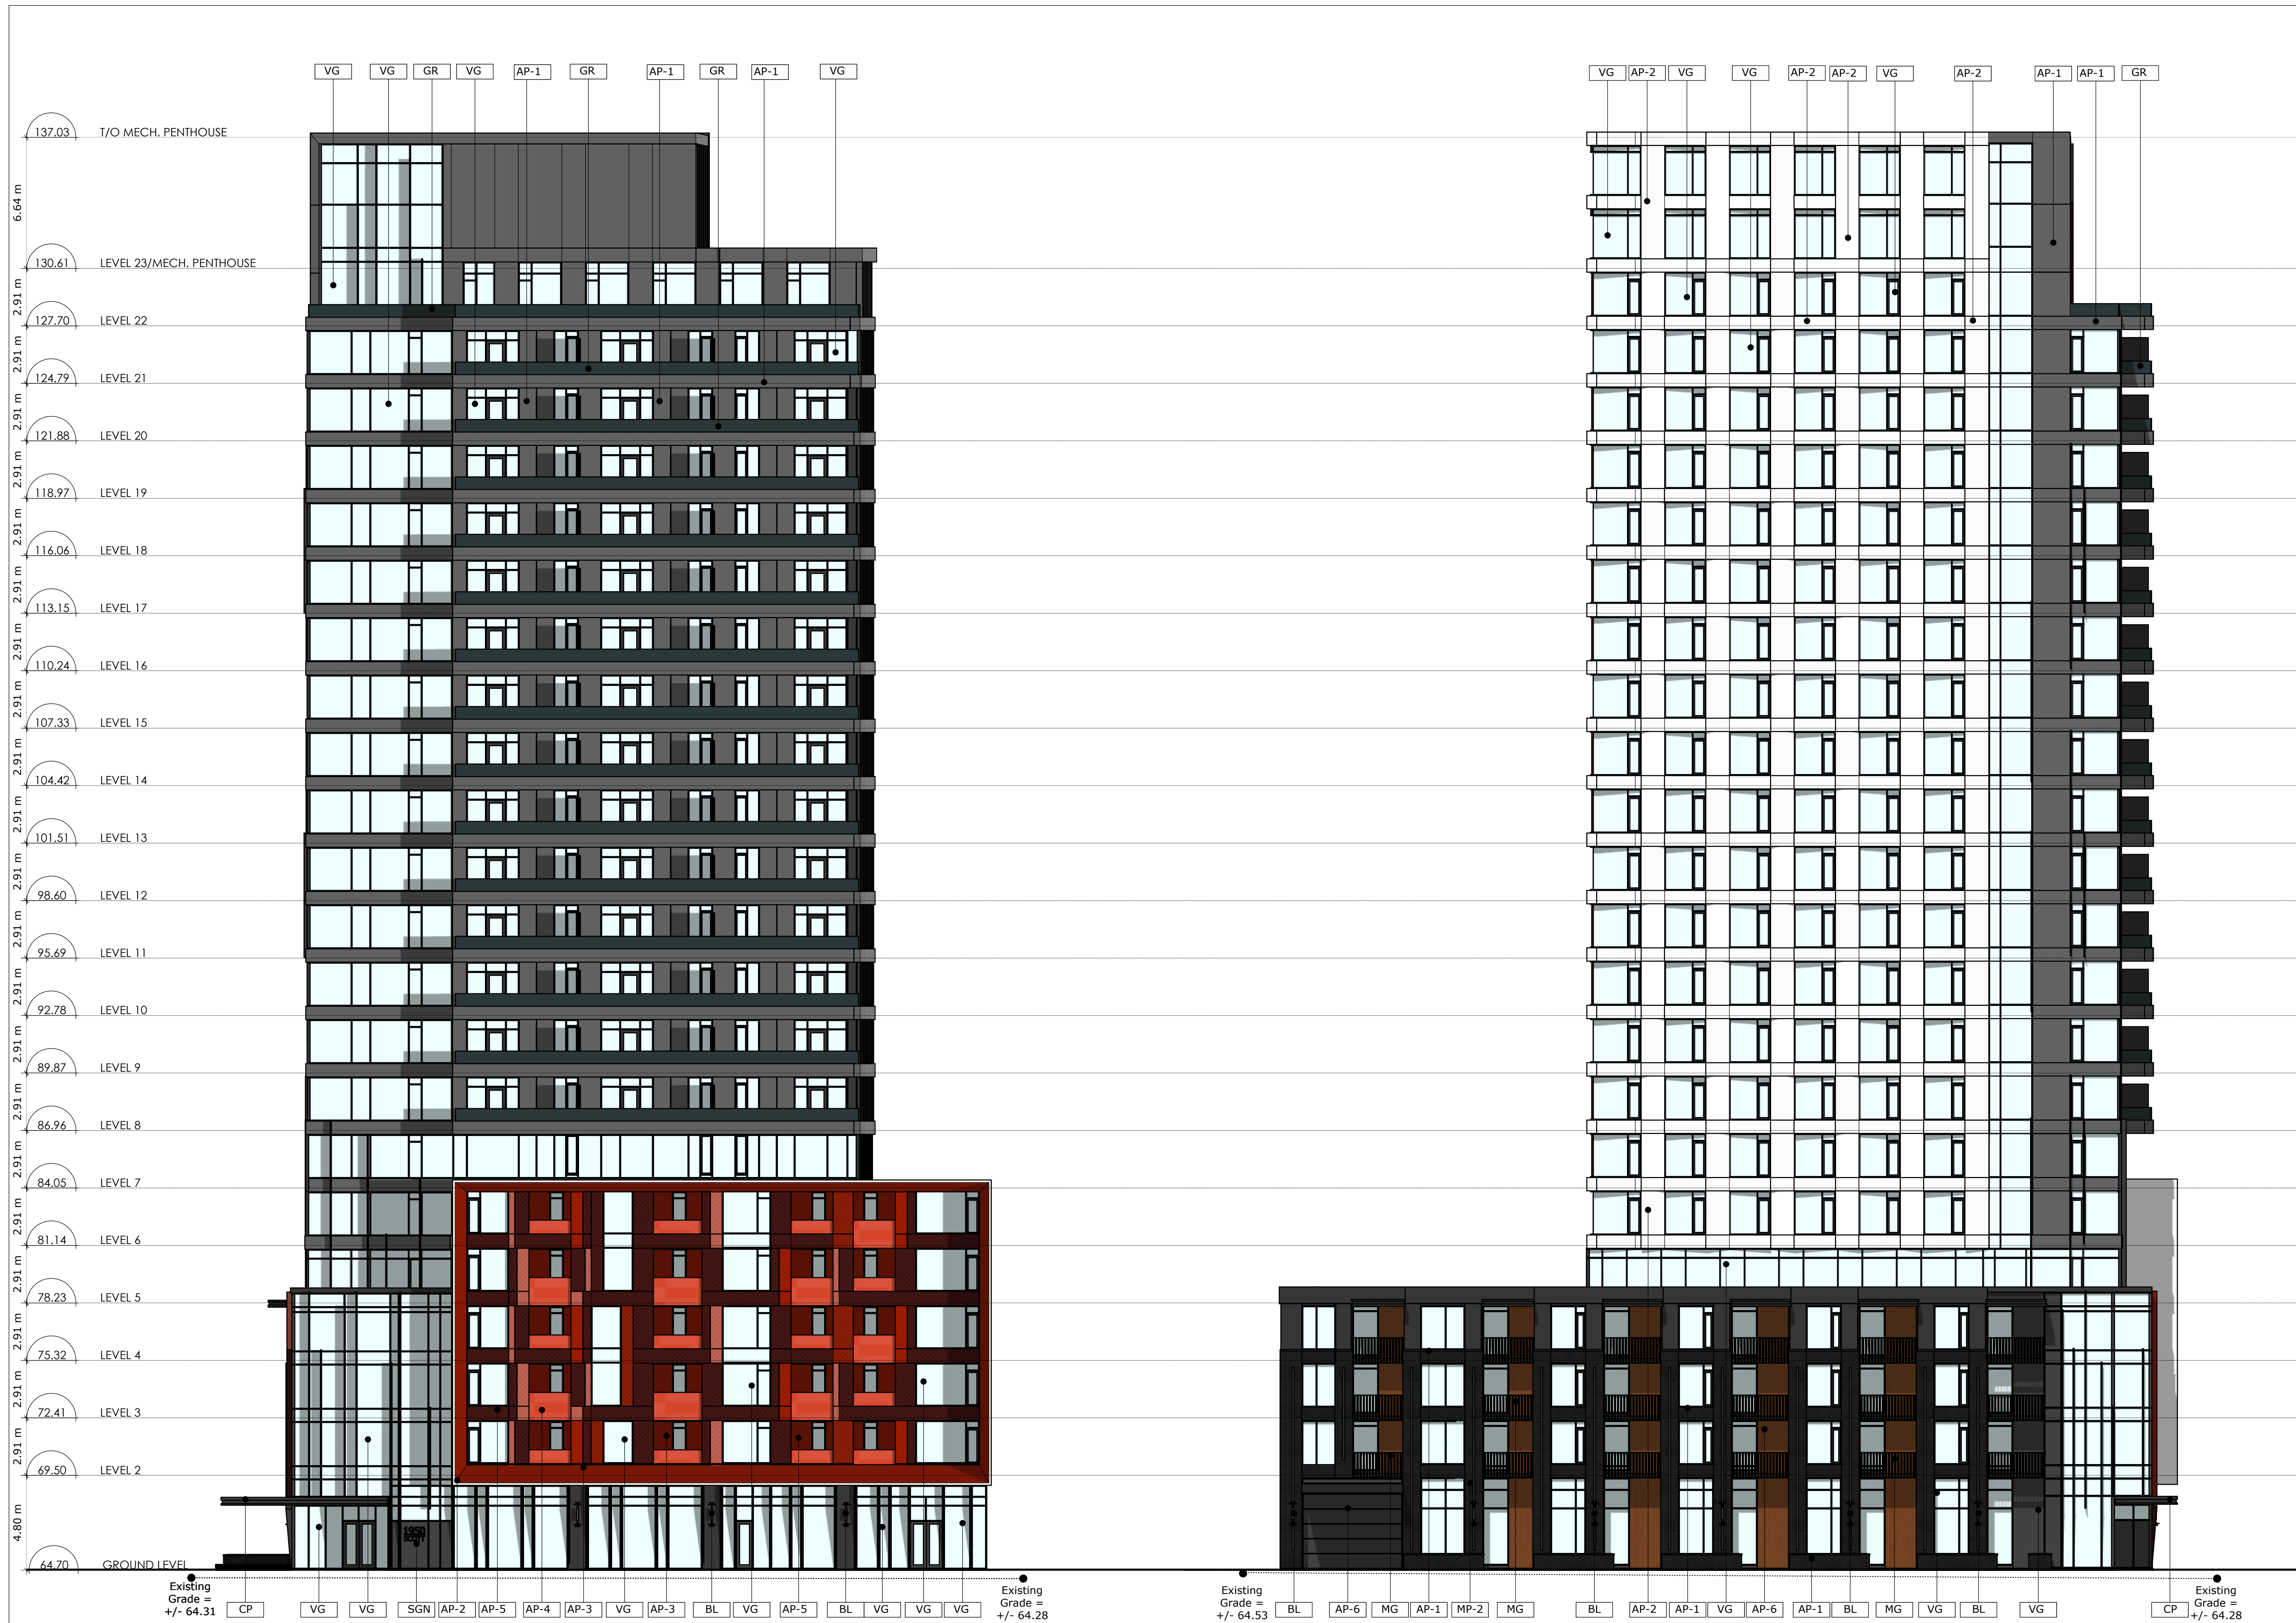 VG VG GR VG AP-1 GR AP-1 GR AP-1 VG
VG AP-2 VG VG AP-2 AP-2 VG AP-2 AP-1 AP-1 GR
137.03 T/O MECH. PENTHOUSE
6.64 m
130.61 LEVEL 23/MECH. PENTHOUSE
2.91 m
127.70 LEVEL 22
2.91 m
124.79 LEVEL 21
2.91 m
121.88 LEVEL 20
2.91 m
118.97 LEVEL 19
2.91 m
116.06 LEVEL 18
2.91 m
113.15 LEVEL 17
2.91 m
110.24 LEVEL 16
2.91 m
107.33 LEVEL 15
2.91 m
104.42 LEVEL 14
2.91 m
101.51 LEVEL 13
2.91 m
98.60 LEVEL 12
2.91 m
95.69 LEVEL 11
2.91 m
92.78 LEVEL 10
2.91 m
89.87 LEVEL 9
2.91 m
86.96 LEVEL 8
2.91 m
84.05 LEVEL 7
2.91 m
81.14 LEVEL 6
2.91 m
78.23 LEVEL 5
2.91 m
75.32 LEVEL 4
2.91 m
72.41 LEVEL 3
2.91 m
69.50 LEVEL 2
4.80 m
1950
64.70 GROUND LEVEL
Existing
Grade =
+/- 64.31
CP VG VG SGN AP-2 AP-5 AP-4 AP-3 VG AP-3 BL VG AP-5 BL VG VG VG
Existing
Grade =
+/- 64.28
Existing
Grade =
+/- 64.53
BL AP-6 MG AP-1 MP-2 MG BL AP-2 AP-1 VG AP-6 AP-1 BL MG VG BL VG CP
Existing
Grade =
+/- 64.28